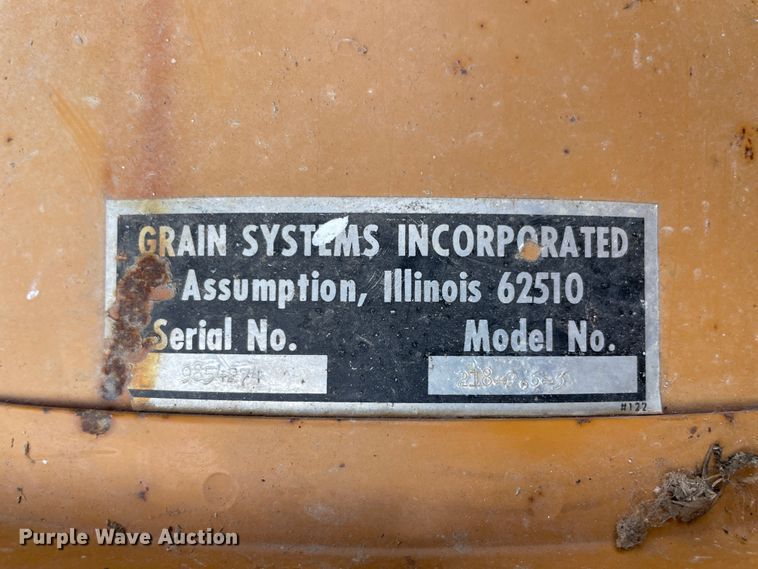 GRAIN SYSTEMS INCORPORATED
Assumption, Illinois 62510
Serial No. Model No.
#122
Purple Wave Auction